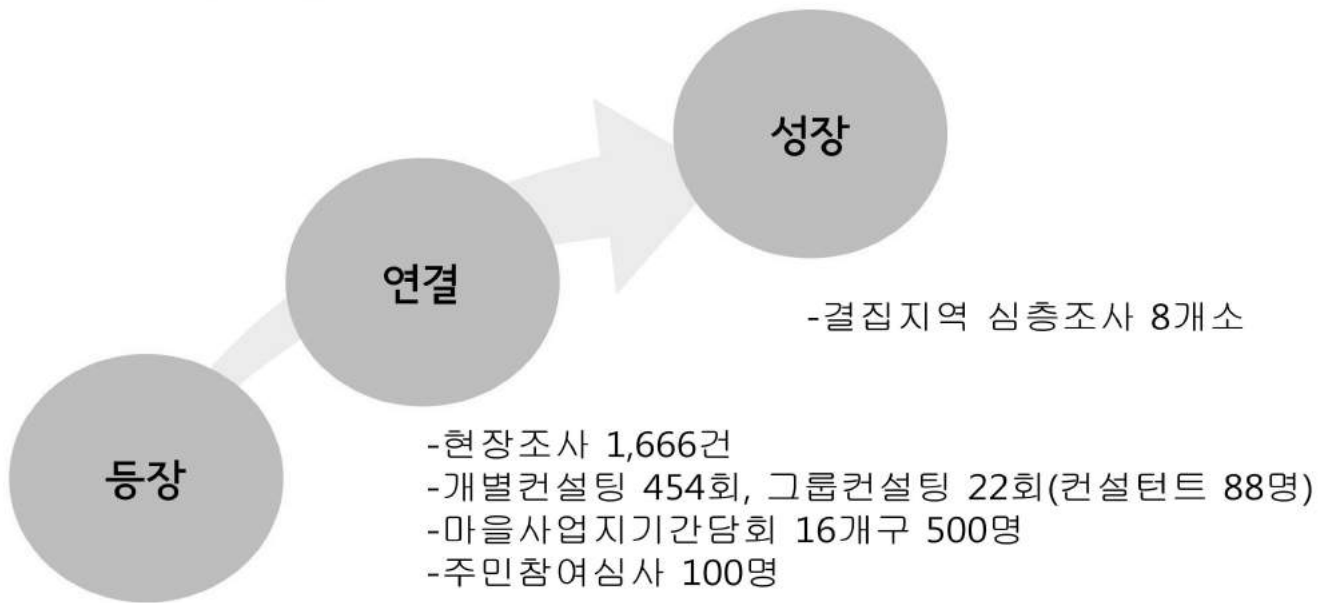 성장
연결
-결집지역 심층조사 8개소
등장
-현장조사 1,666건
-개별컨설팅 454회, 그룹컨설팅 22회(컨설턴트 88명)
-마을사업지기간담회 16개구 500명
-주민참여심사 100명